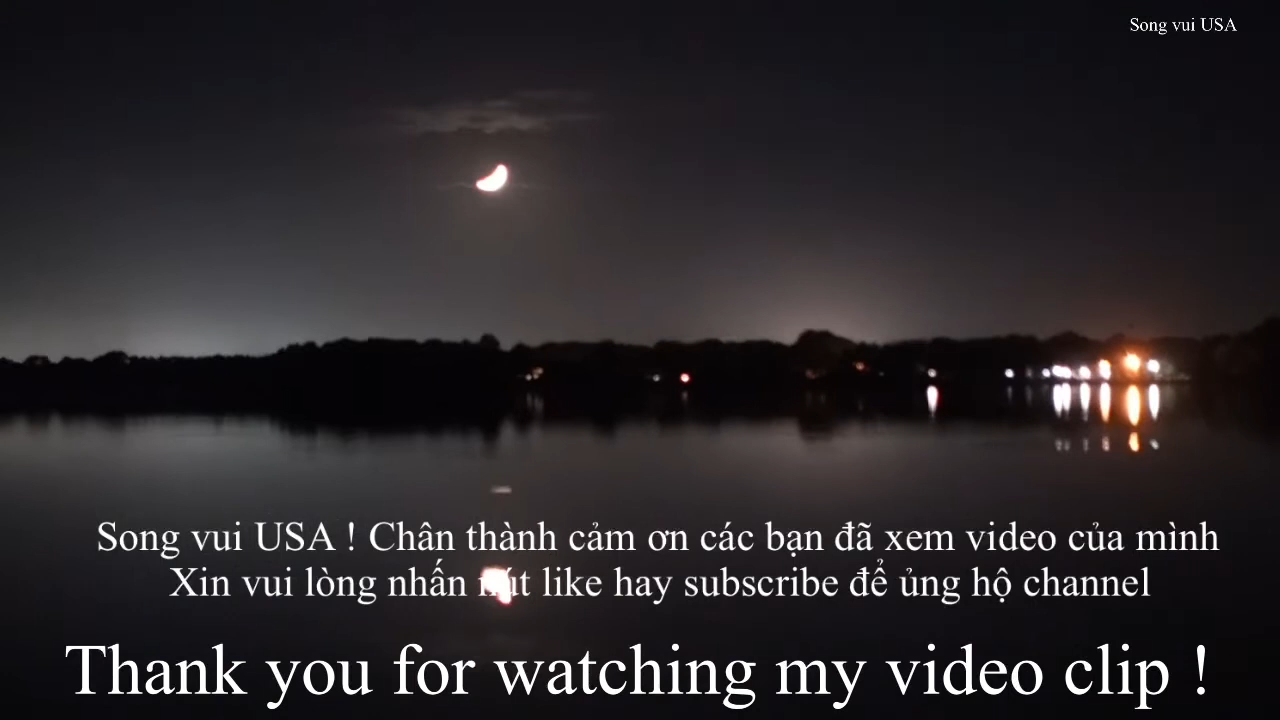 Song vui USA
Song vui USA ! Chân thành cảm ơn các bạn đã xem video của mình
Xin vui lòng nhấn nút like hay subscribe để ủng hộ channel
Thank you for watching my video clip !